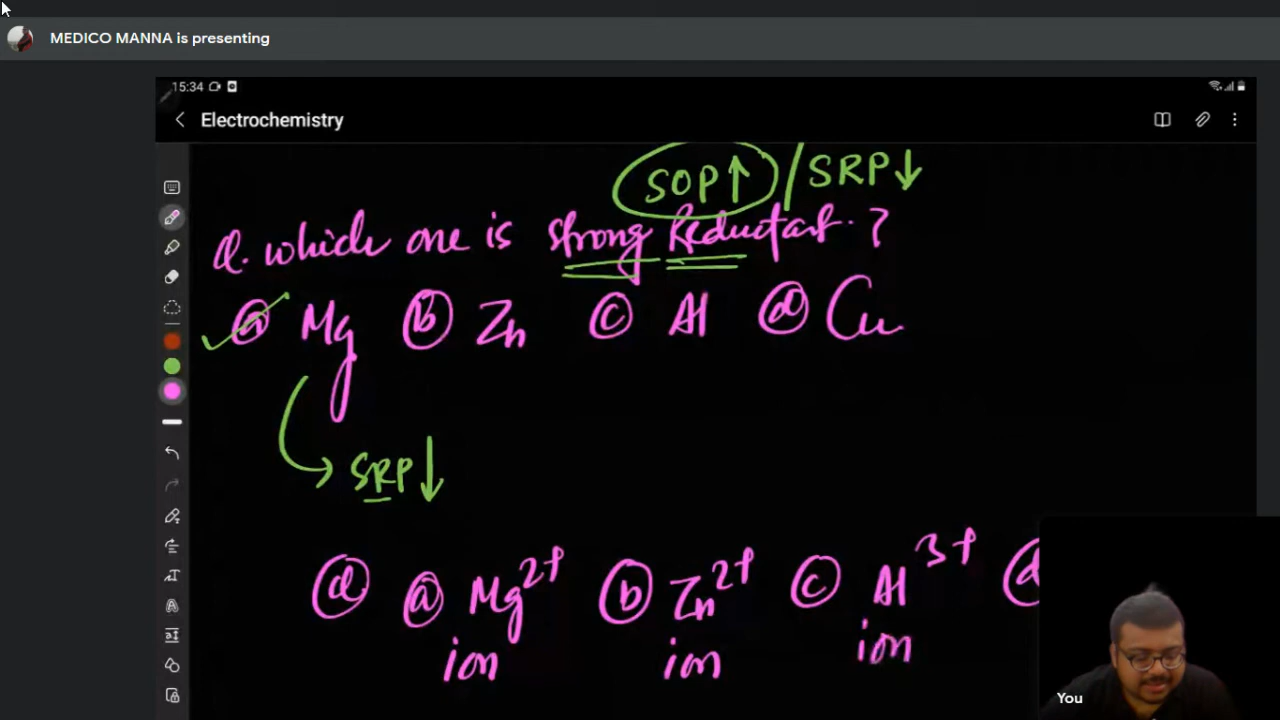 MEDICO MANNA is presenting
15:34
Electrochemistry
SOP↑ / SRP↓
Q. which one is strong Reductant. ?
ⓐ Mg ⓑ Zn ⓒ Al ⓓ Cu
SRP↓
ⓓ ⓐ Mg²⁺ ⓑ Zn²⁺ ⓒ Al³⁺ ⓓ
ion ion ion
You